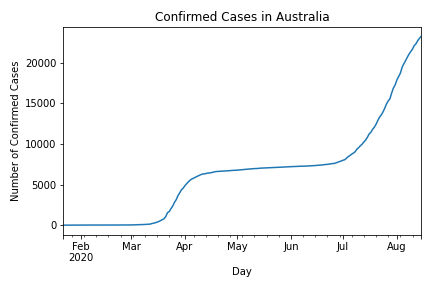 Confirmed Cases in Australia
Number of Confirmed Cases
20000
15000
10000
5000
0
Feb
2020
Mar
Apr
May
Jun
Jul
Aug
Day